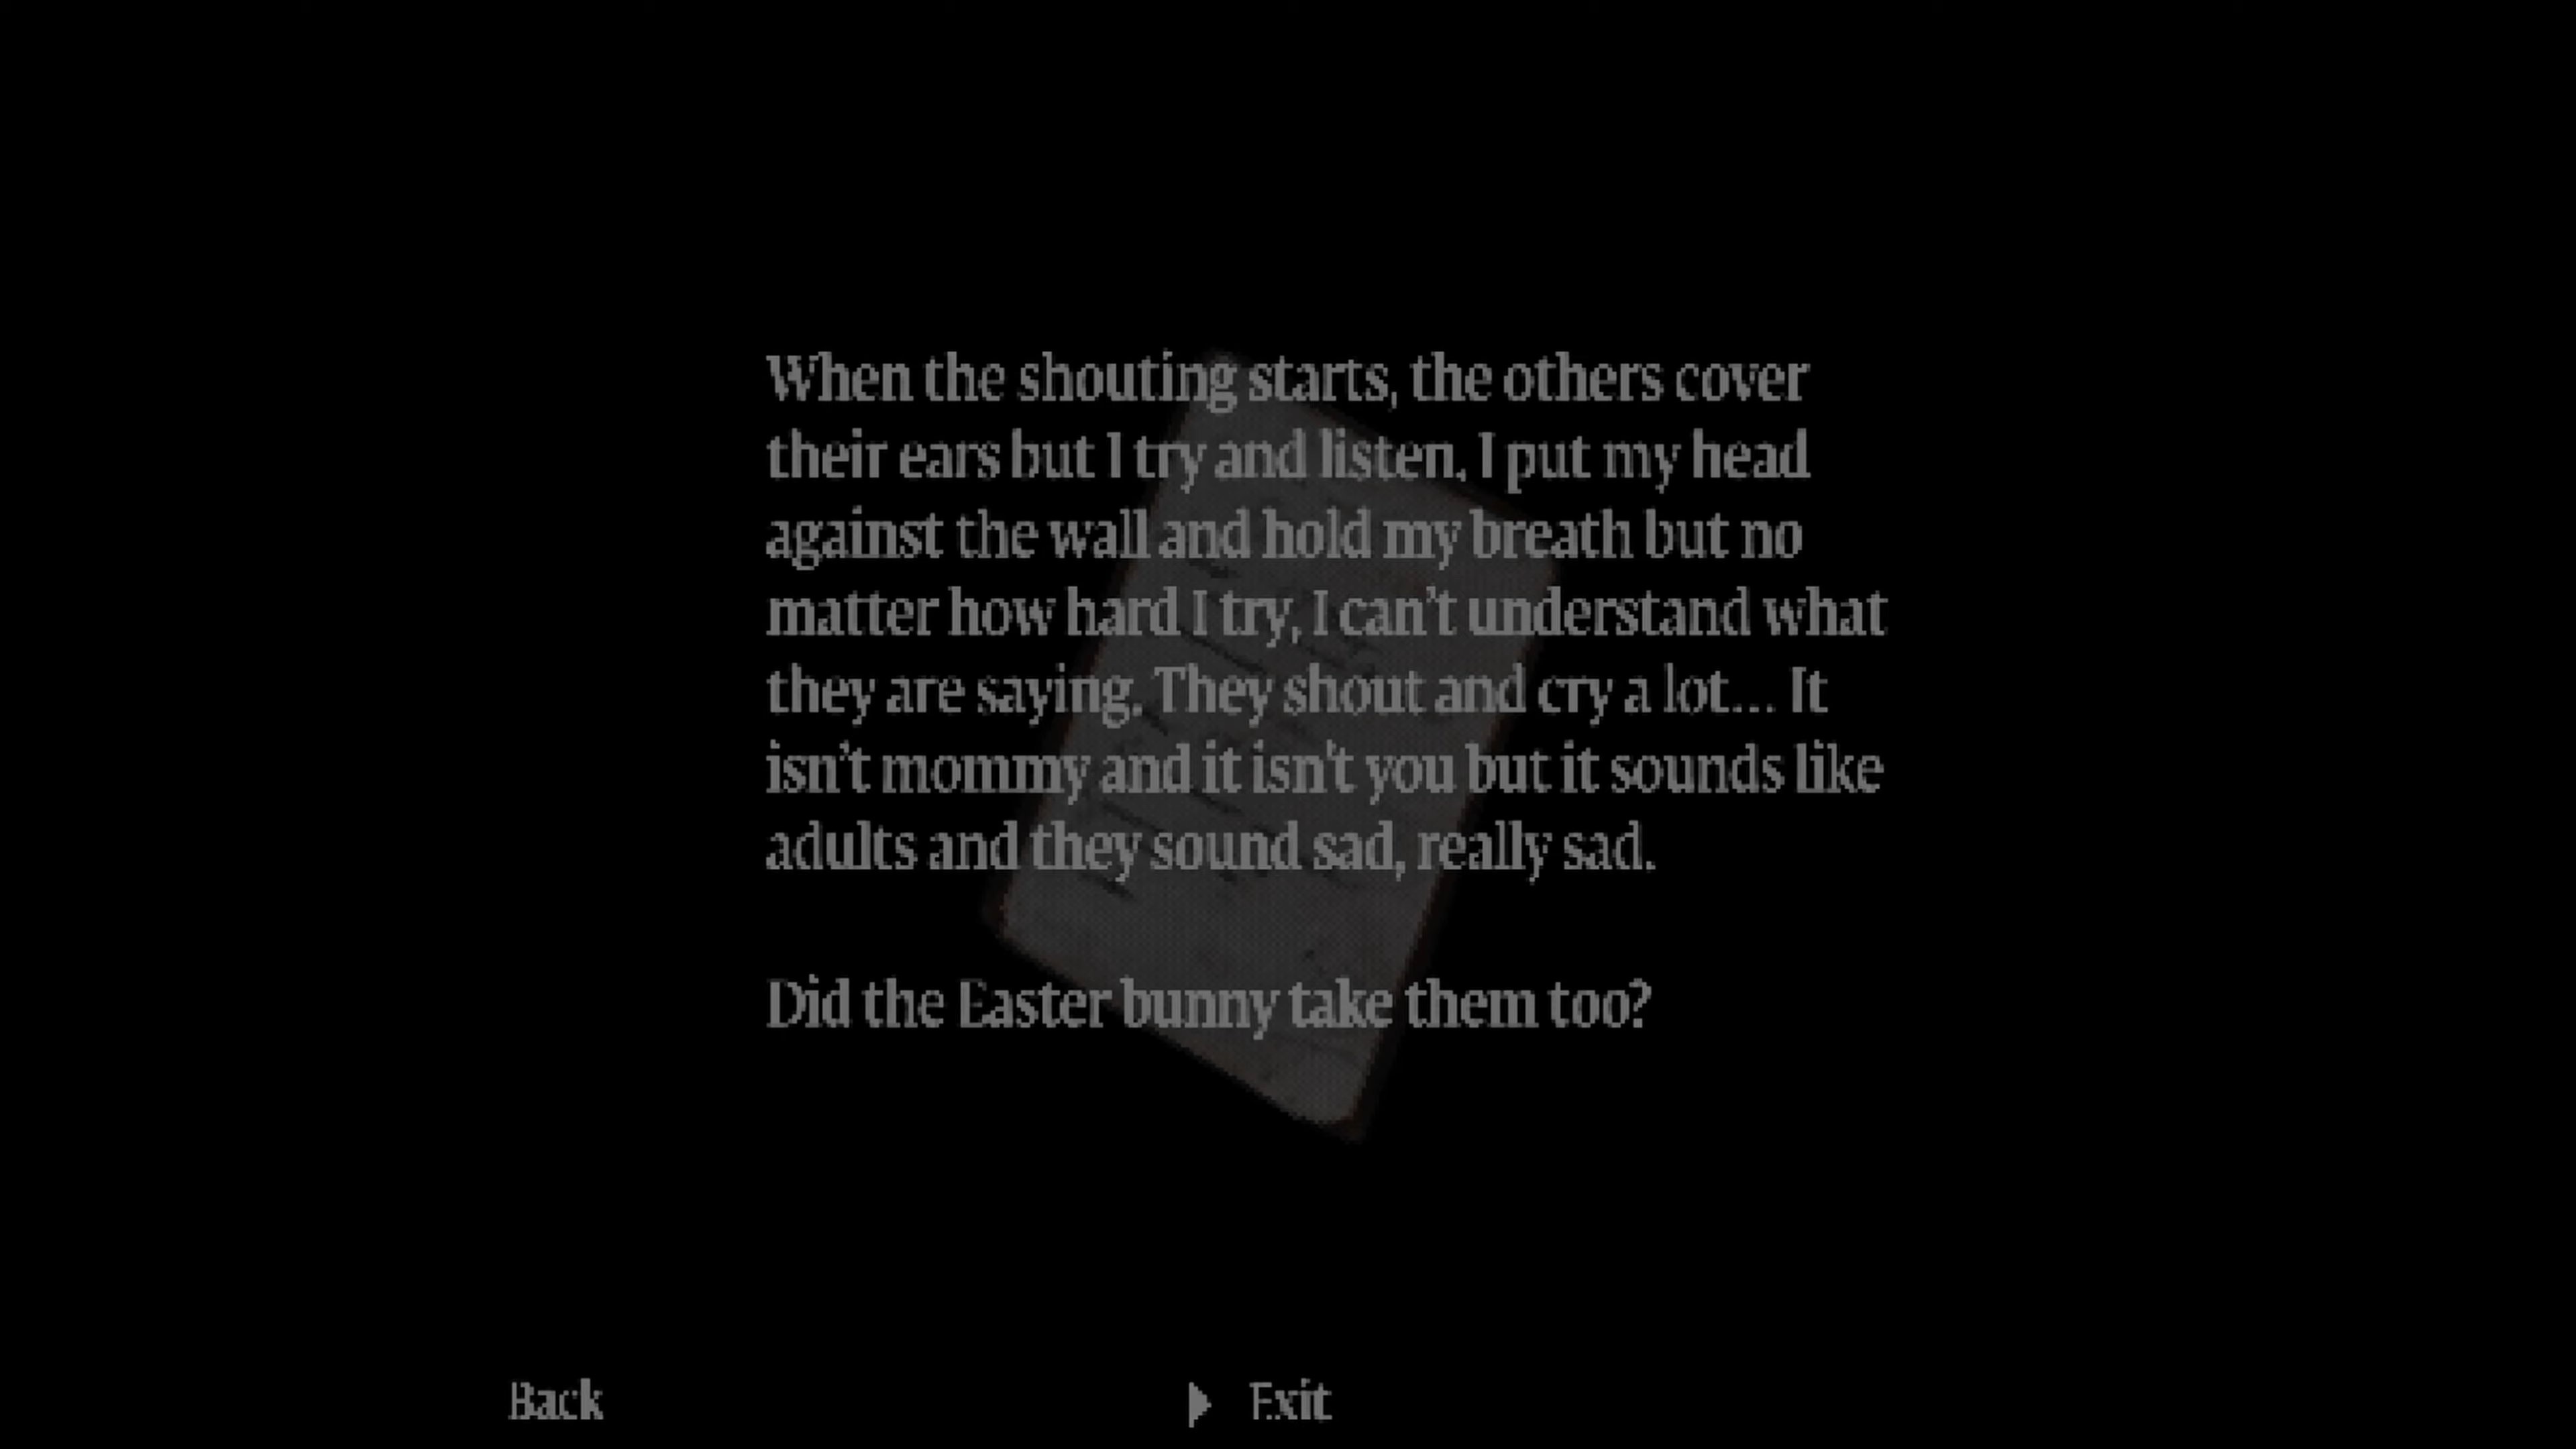 When the shouting starts, the others cover
their ears but I try and listen, I put my head
against the wall and hold my breath but no
matter how hard I try, I can't understand what
they are saying. They shout and cry a lot... It
isn't mommy and it isn't you but it sounds like
adults and they sound sad, really sad.
Did the Easter bunny take them too?
Back
Exit